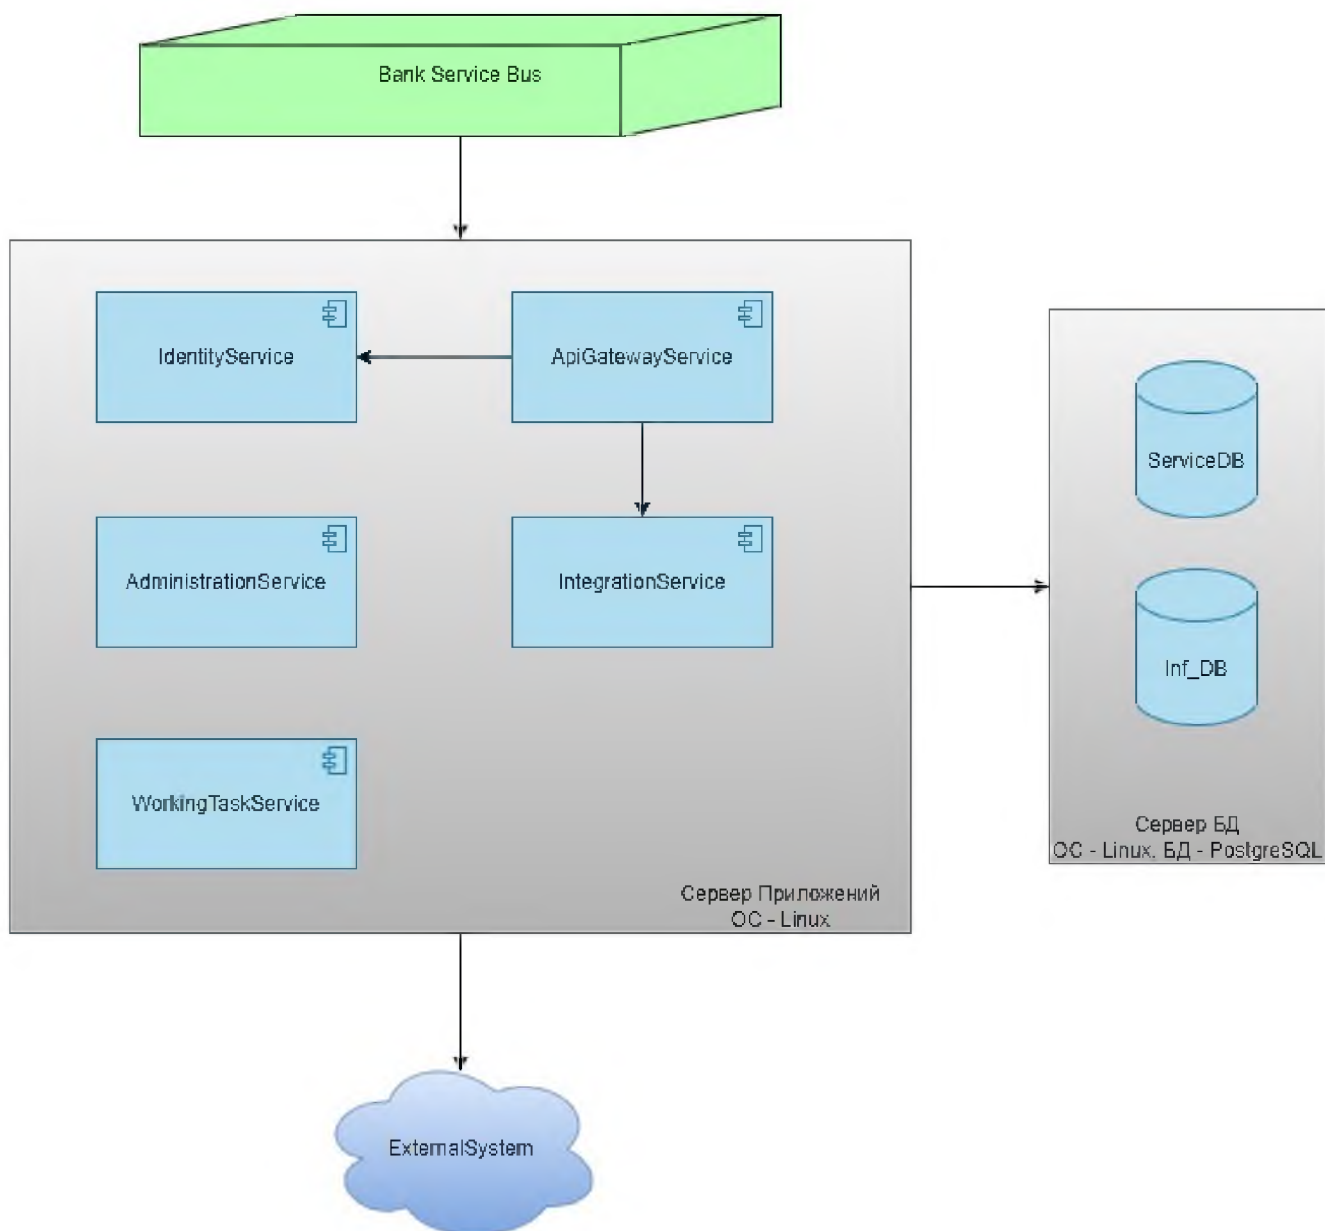 Bank Service Bus
IdentityService
ApiGatewayService
ServiceDB
AdministrationService
IntegrationService
Inf_DB
WorkingTaskService
Сервер БД
ОС - Linux, БД - PostgreSQL
Сервер Приложений
ОС - Linux
ExternalSystem